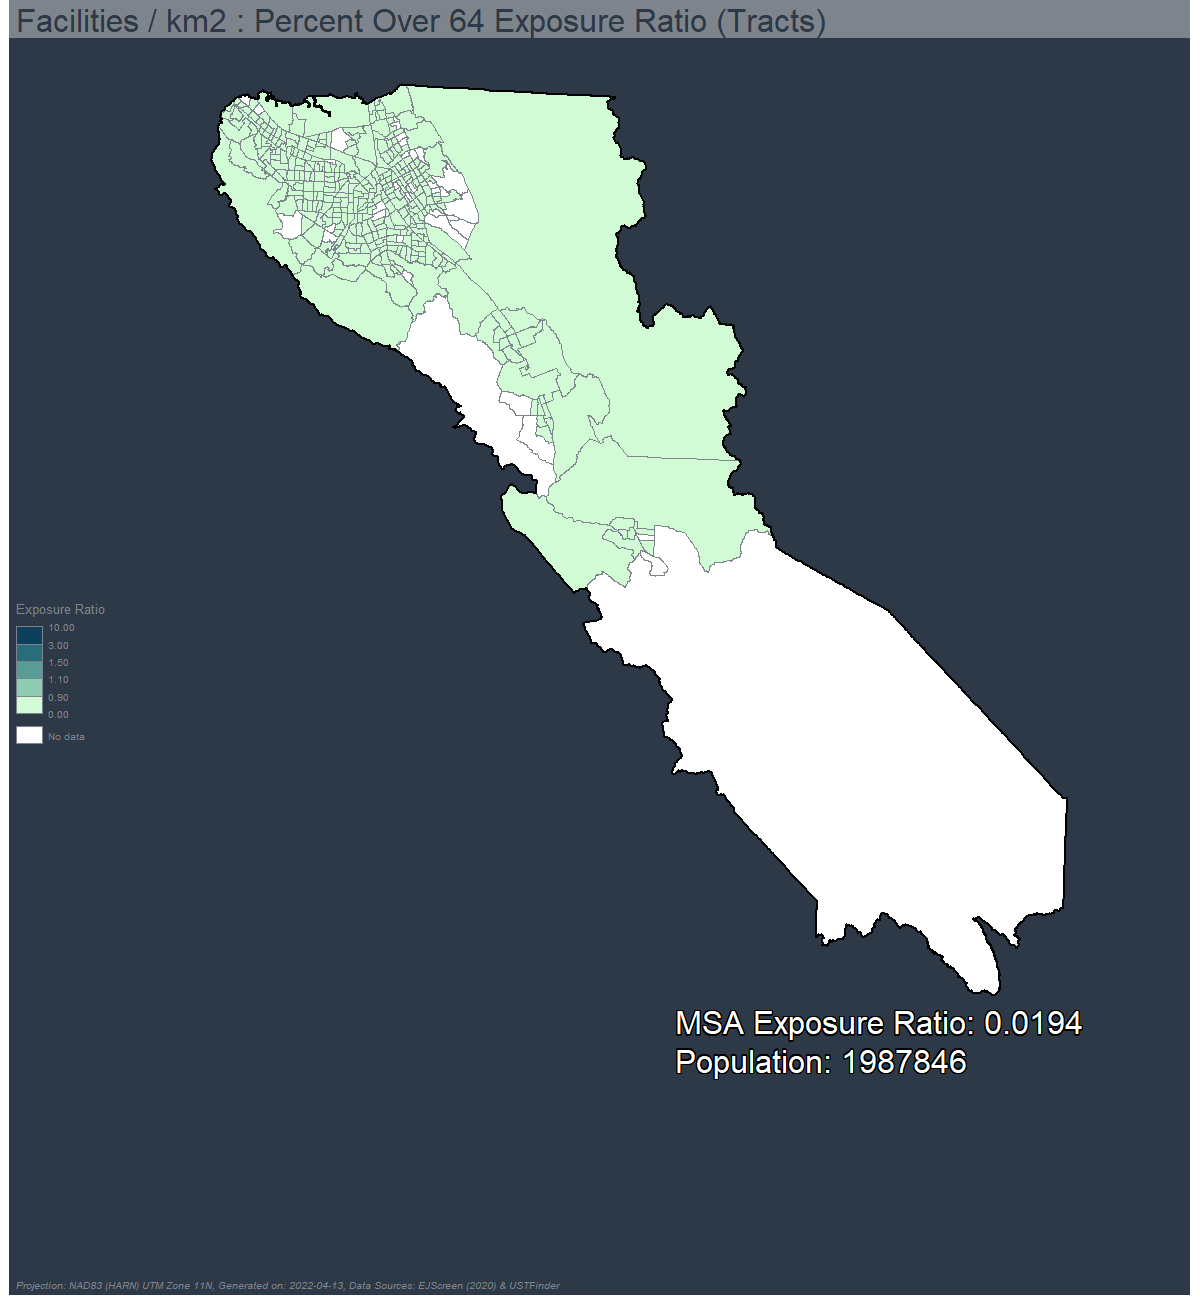 Facilities / km2 : Percent Over 64 Exposure Ratio (Tracts)
Exposure Ratio
10.00
3.00
1.50
1.10
0.90
0.00
No data
MSA Exposure Ratio: 0.0194
Population: 1987846
Projection: NAD83 (HARN) UTM Zone 11N, Generated on: 2022-04-13, Data Sources: EJScreen (2020) & USTFinder